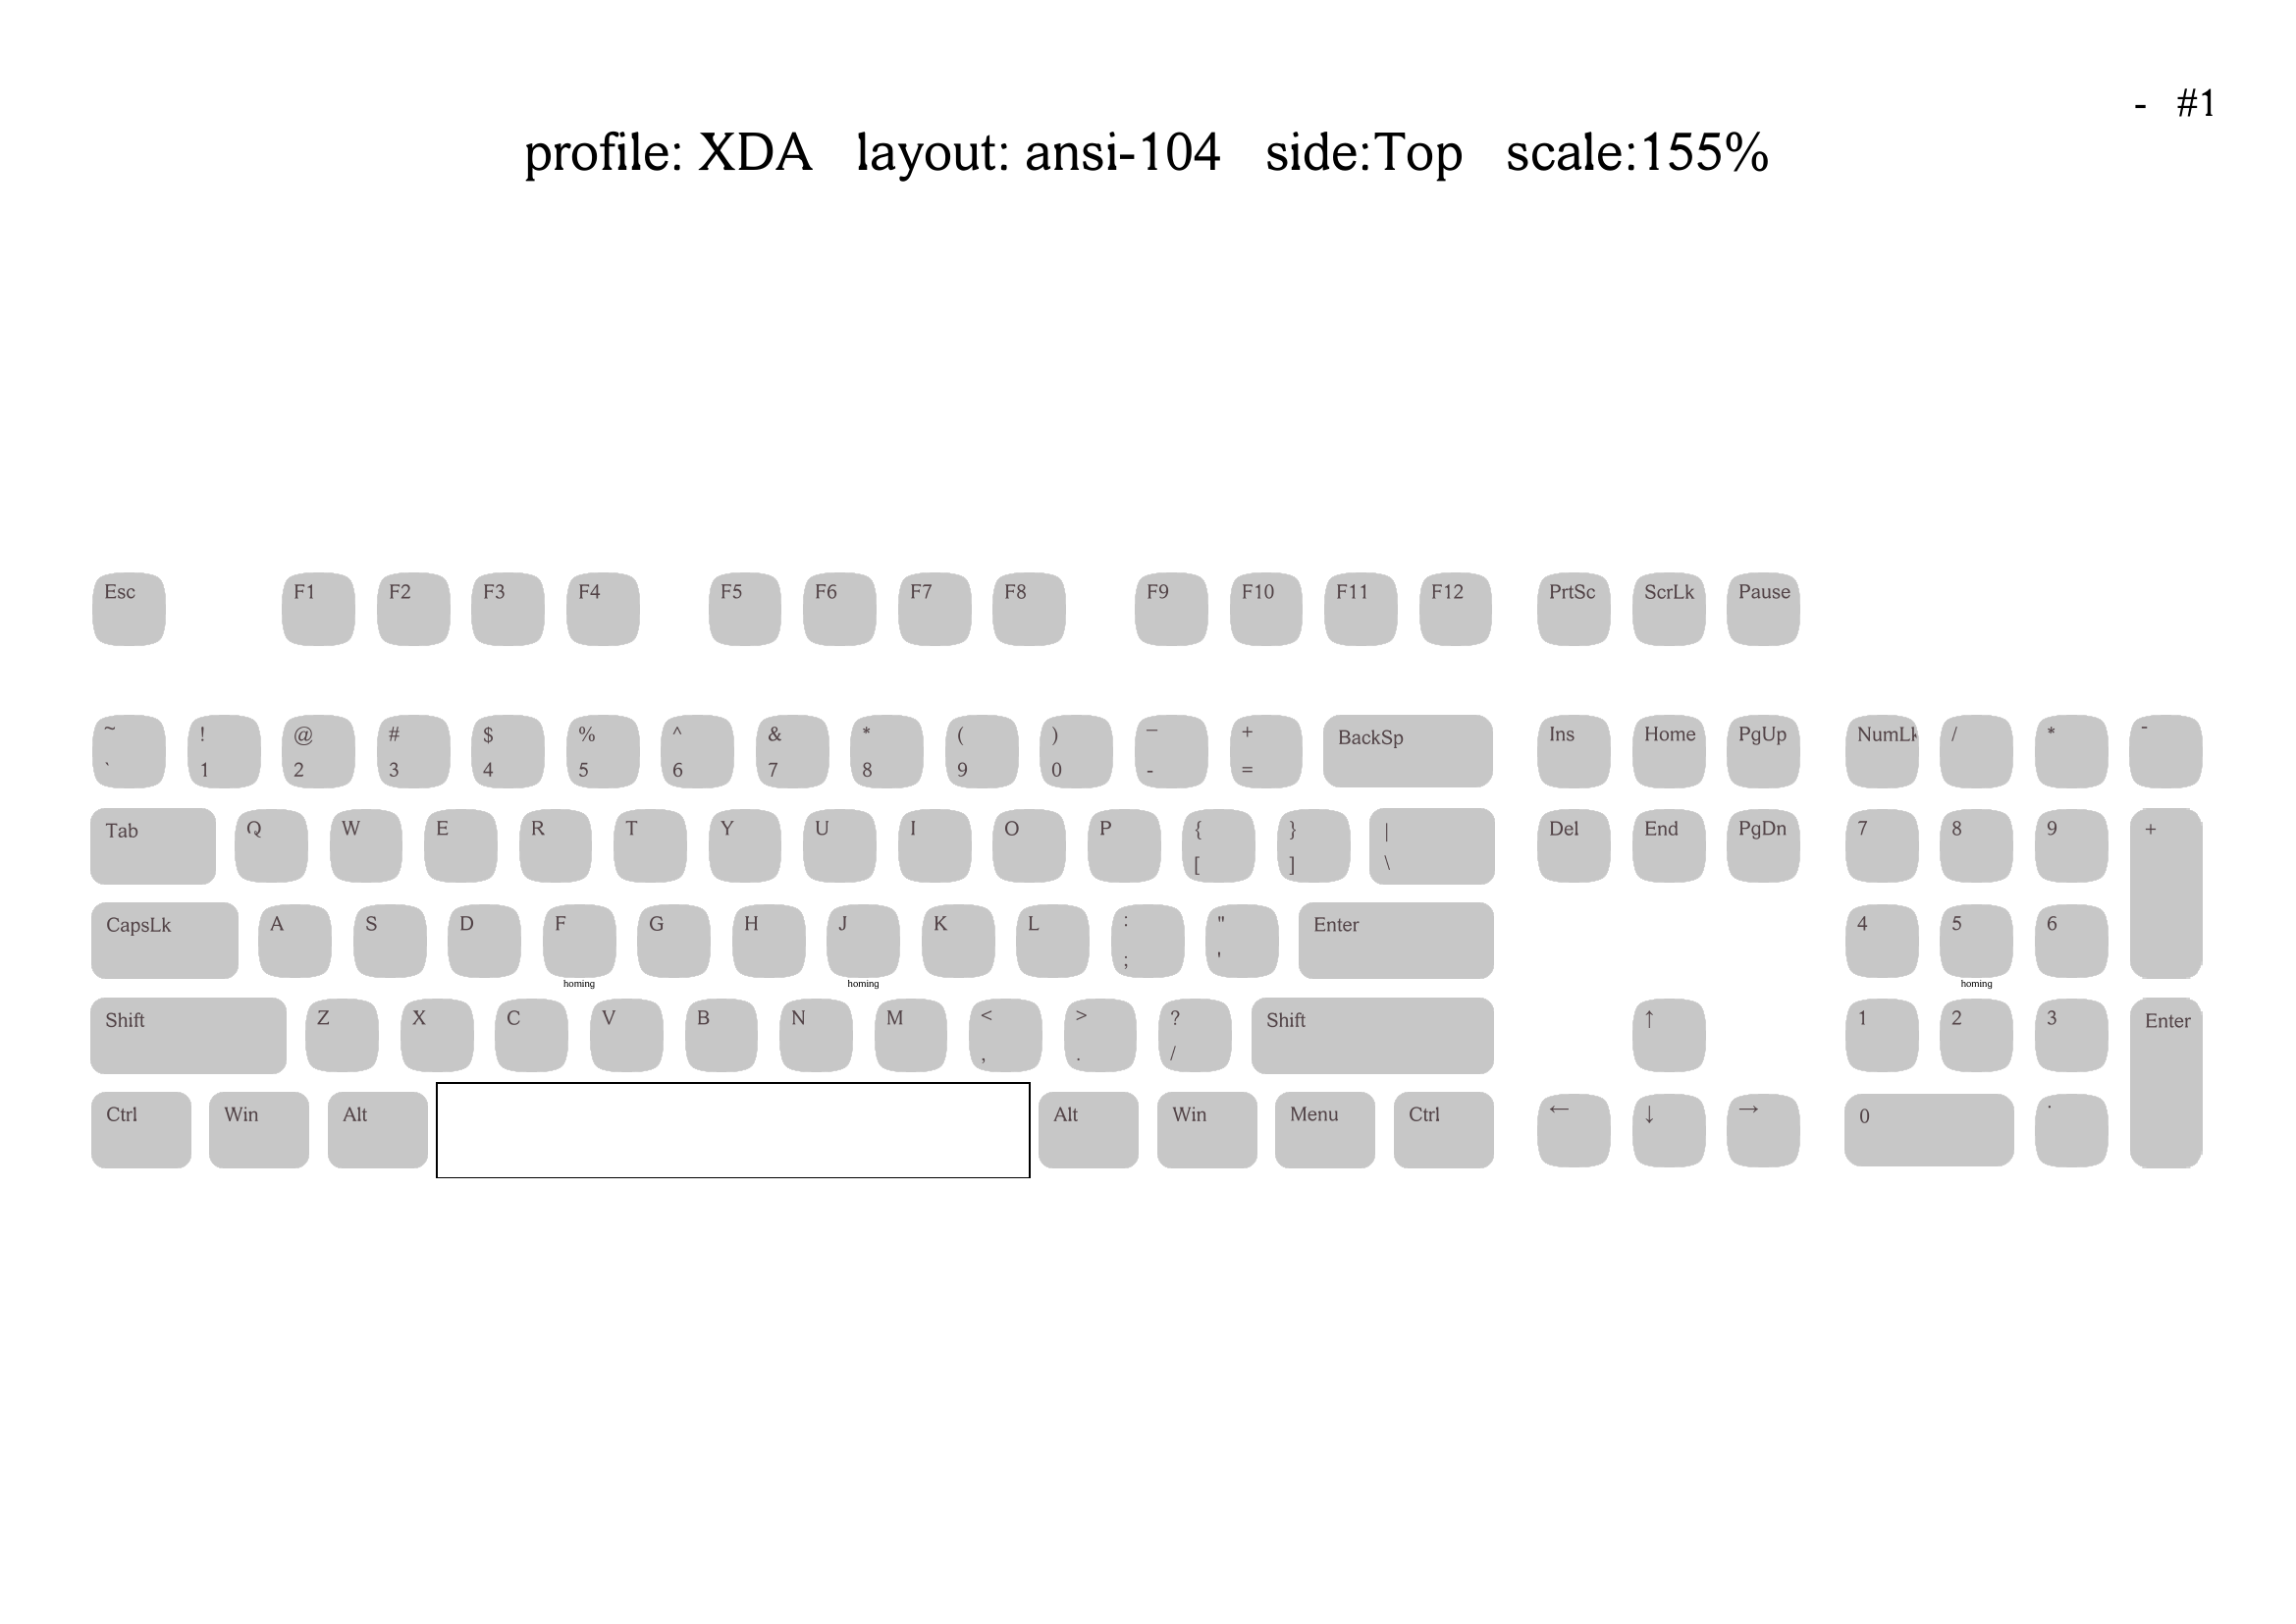 - #1
profile: XDA layout: ansi-104 side:Top scale:155%
Esc F1 F2 F3 F4 F5 F6 F7 F8 F9 F10 F11 F12 PrtSc ScrLk Pause
~ ! @ # $ % ^ & * ( ) _ + BackSp Ins Home PgUp NumLk / * -
` 1 2 3 4 5 6 7 8 9 0 - =
Tab Q W E R T Y U I O P { } | Del End PgDn 7 8 9 +
[ ] \
CapsLk A S D F G H J K L : " Enter 4 5 6
; '
homing homing homing
Shift Z X C V B N M < > ? Shift ↑ 1 2 3 Enter
, . /
Ctrl Win Alt Alt Win Menu Ctrl ← ↓ → 0 .